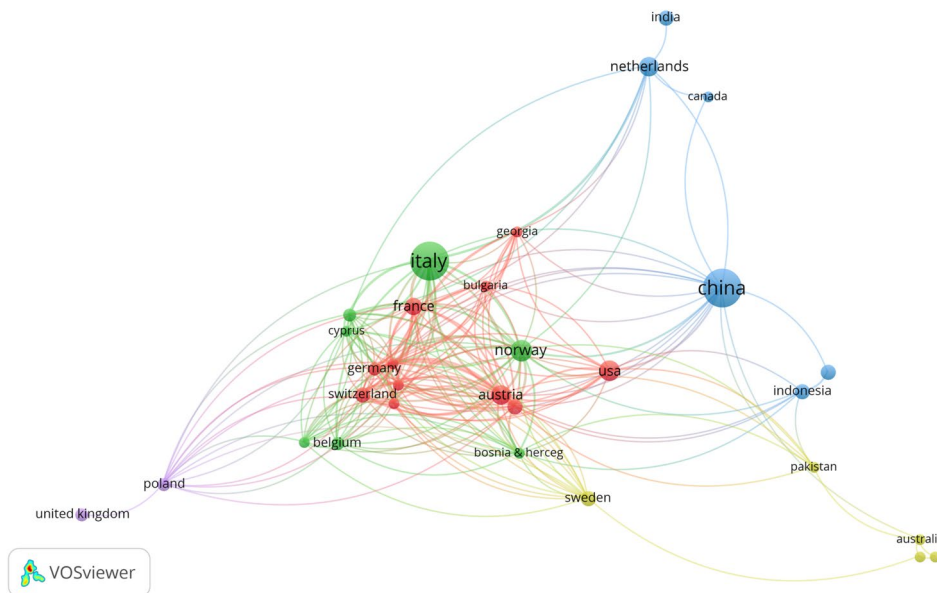 india
netherlands
canada
georgia
italy
bulgaria
china
france
cyprus
norway
germany
usa
switzerland
austria
indonesia
belgium
bosnia & herceg
pakistan
poland
sweden
united kingdom
australi
VOSviewer